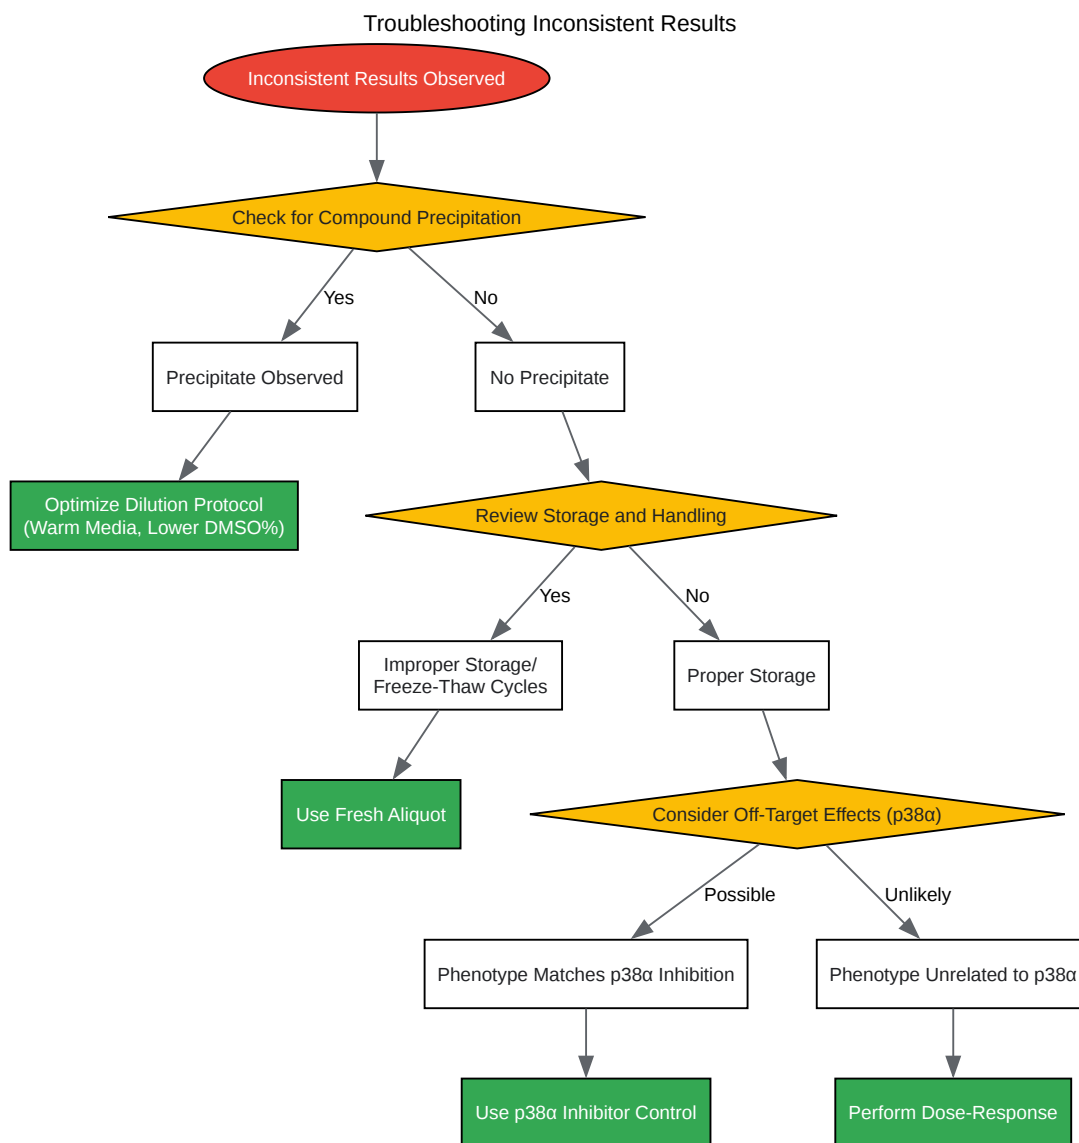 Troubleshooting Inconsistent Results
Inconsistent Results Observed
Check for Compound Precipitation
Yes
No
Precipitate Observed
No Precipitate
Optimize Dilution Protocol
(Warm Media, Lower DMSO%)
Review Storage and Handling
Yes
No
Improper Storage/
Freeze-Thaw Cycles
Proper Storage
Use Fresh Aliquot
Consider Off-Target Effects (p38α)
Possible
Unlikely
Phenotype Matches p38α Inhibition
Phenotype Unrelated to p38α
Use p38α Inhibitor Control
Perform Dose-Response